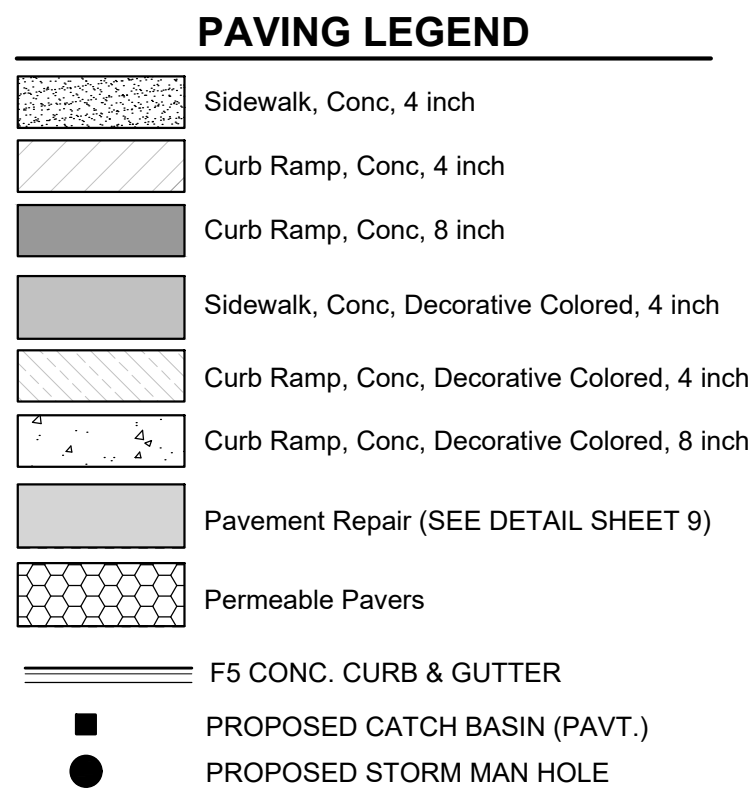 PAVING LEGEND
Sidewalk, Conc, 4 inch
Curb Ramp, Conc, 4 inch
Curb Ramp, Conc, 8 inch
Sidewalk, Conc, Decorative Colored, 4 inch
Curb Ramp, Conc, Decorative Colored, 4 inch
Curb Ramp, Conc, Decorative Colored, 8 inch
Pavement Repair (SEE DETAIL SHEET 9)
Permeable Pavers
F5 CONC. CURB & GUTTER
PROPOSED CATCH BASIN (PAVT.)
PROPOSED STORM MAN HOLE